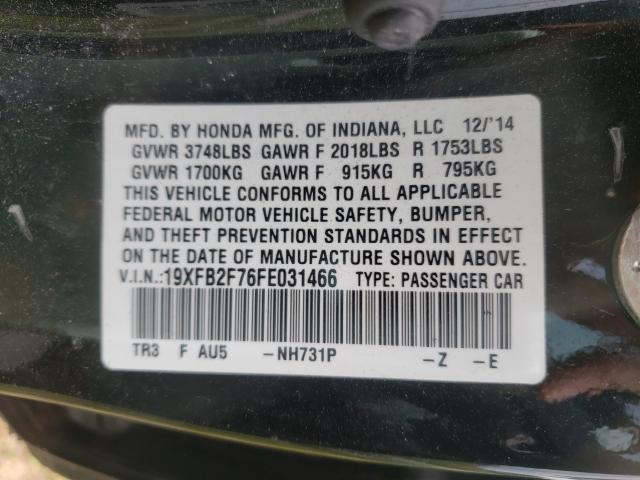 MFD. BY HONDA MFG. OF INDIANA, LLC 12/'14
GVWR 3748LBS GAWR F 2018LBS R 1753LBS
GVWR 1700KG GAWR F 915KG R 795KG
THIS VEHICLE CONFORMS TO ALL APPLICABLE
FEDERAL MOTOR VEHICLE SAFETY, BUMPER,
AND THEFT PREVENTION STANDARDS IN EFFECT
ON THE DATE OF MANUFACTURE SHOWN ABOVE.
V.I.N.:19XFB2F76FE031466 TYPE: PASSENGER CAR
TR3 F AU5 -NH731P -Z -E